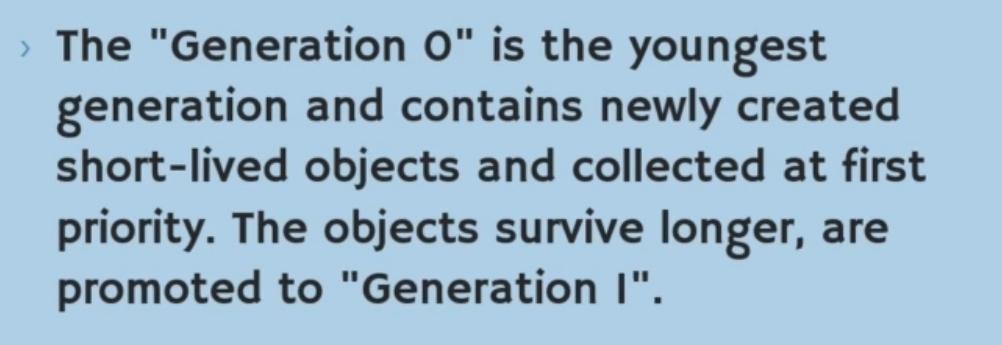 › The "Generation 0" is the youngest
generation and contains newly created
short-lived objects and collected at first
priority. The objects survive longer, are
promoted to "Generation 1".